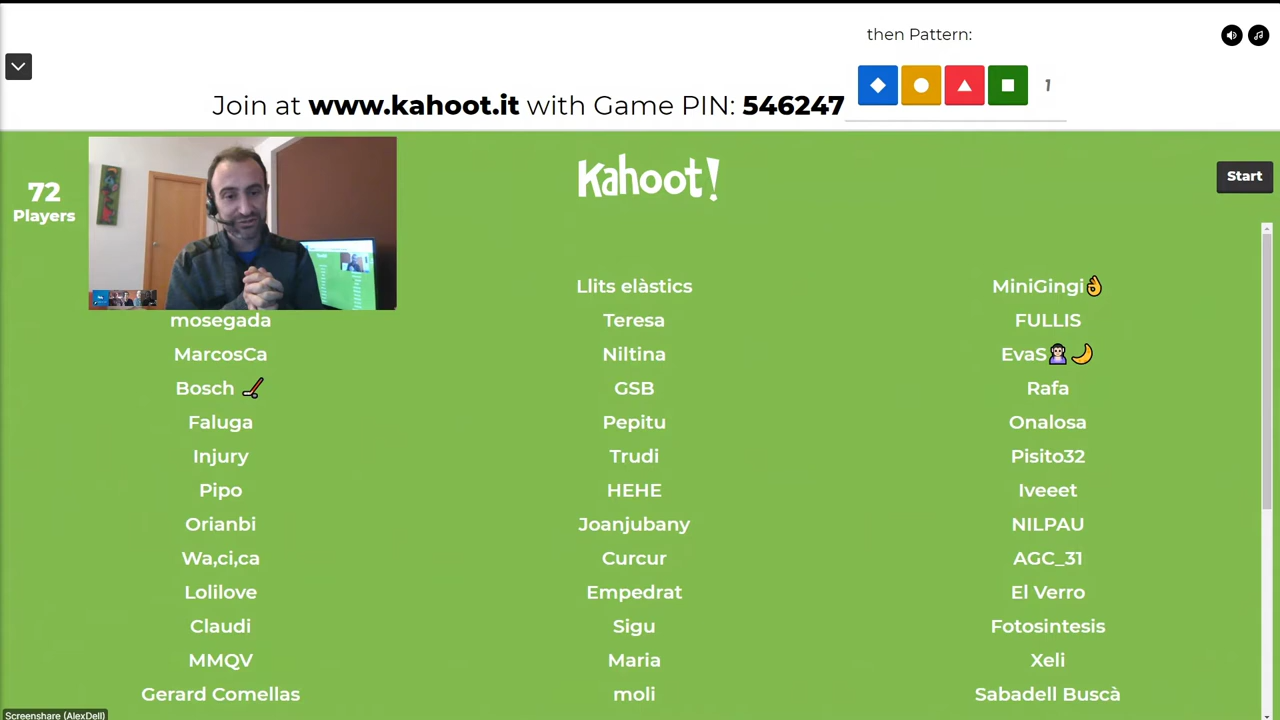 then Pattern:
1
Join at www.kahoot.it with Game PIN: 546247
72
Players
Kahoot!
Start
Llits elàstics
MiniGingi👌
mosegada
Teresa
FULLIS
MarcosCa
Niltina
EvaS🙎🌙
Bosch 🏑
GSB
Rafa
Faluga
Pepitu
Onalosa
Injury
Trudi
Pisito32
Pipo
HEHE
Iveeet
Orianbi
Joanjubany
NILPAU
Wa,ci,ca
Curcur
AGC_31
Lolilove
Empedrat
El Verro
Claudi
Sigu
Fotosintesis
MMQV
Maria
Xeli
Gerard Comellas
moli
Sabadell Buscà
Screenshare (AlexDell)